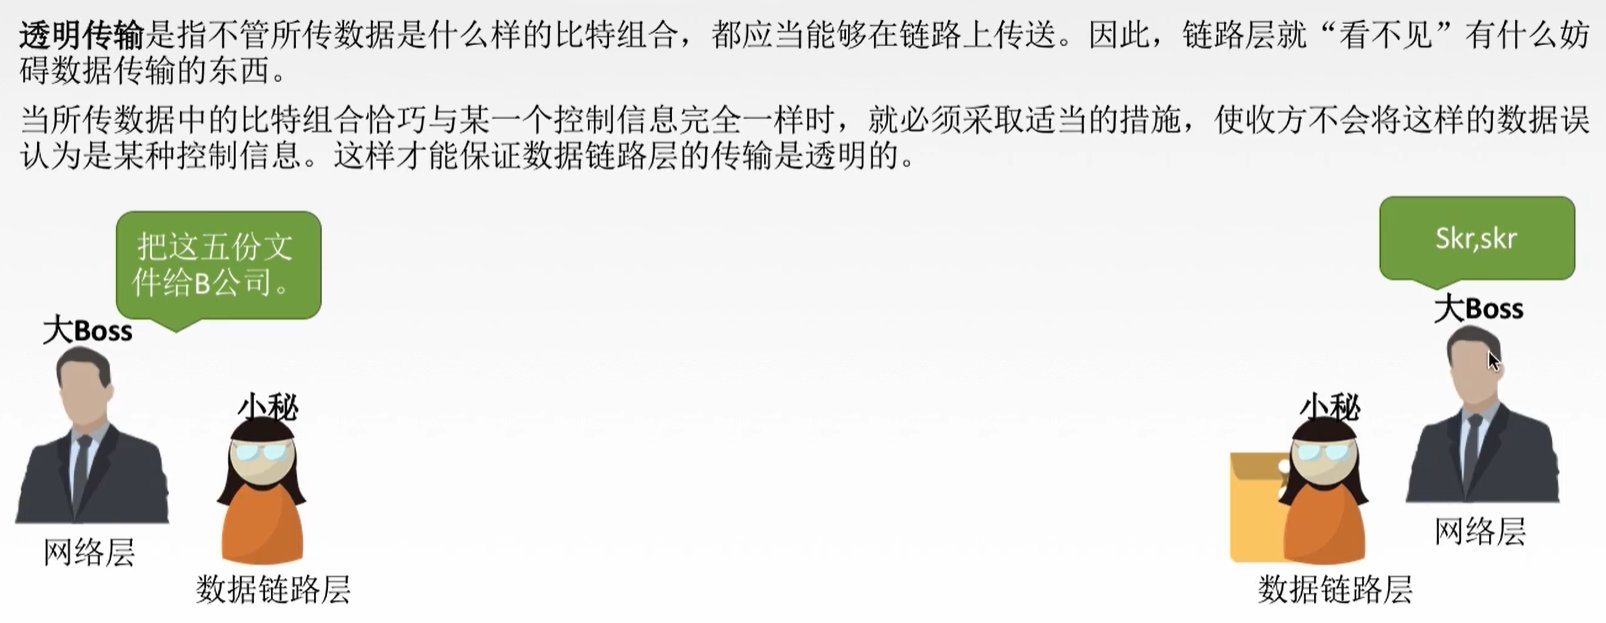 透明传输是指不管所传数据是什么样的比特组合，都应当能够在链路上传送。因此，链路层就“看不见”有什么妨
碍数据传输的东西。
当所传数据中的比特组合恰巧与某一个控制信息完全一样时，就必须采取适当的措施，使收方不会将这样的数据误
认为是某种控制信息。这样才能保证数据链路层的传输是透明的。
把这五份文
件给B公司。
大Boss
小秘
网络层
数据链路层
Skr,skr
大Boss
小秘
网络层
数据链路层